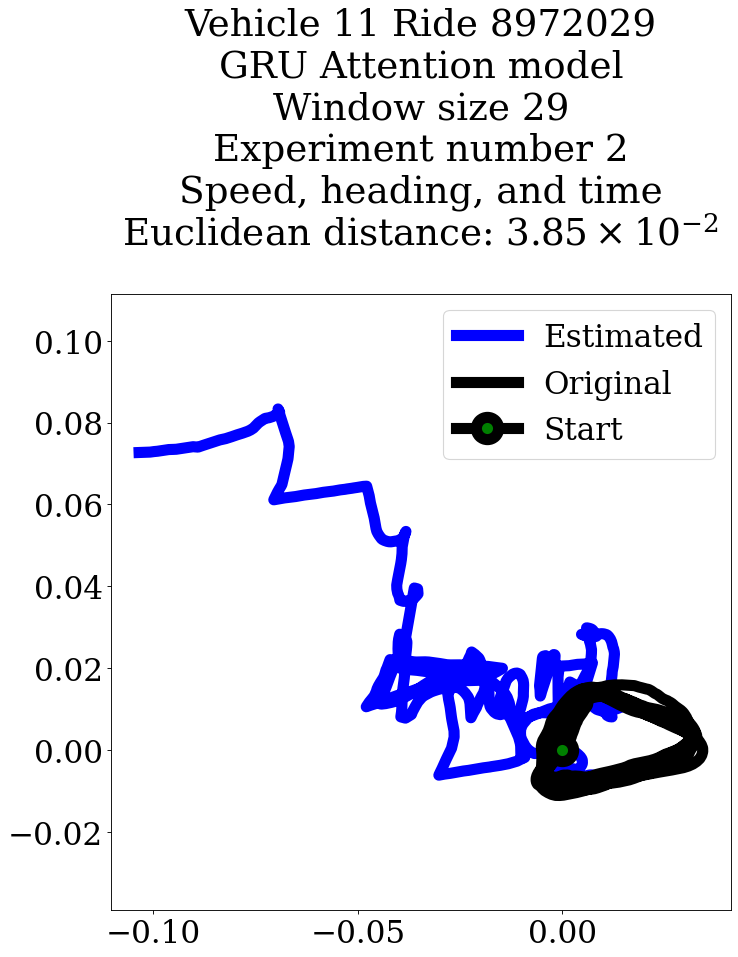 Vehicle 11 Ride 8972029
GRU Attention model
Window size 29
Experiment number 2
Speed, heading, and time
Euclidean distance: 3.85 × 10⁻²
Estimated
Original
Start
0.10
0.08
0.06
0.04
0.02
0.00
−0.02
−0.10
−0.05
0.00